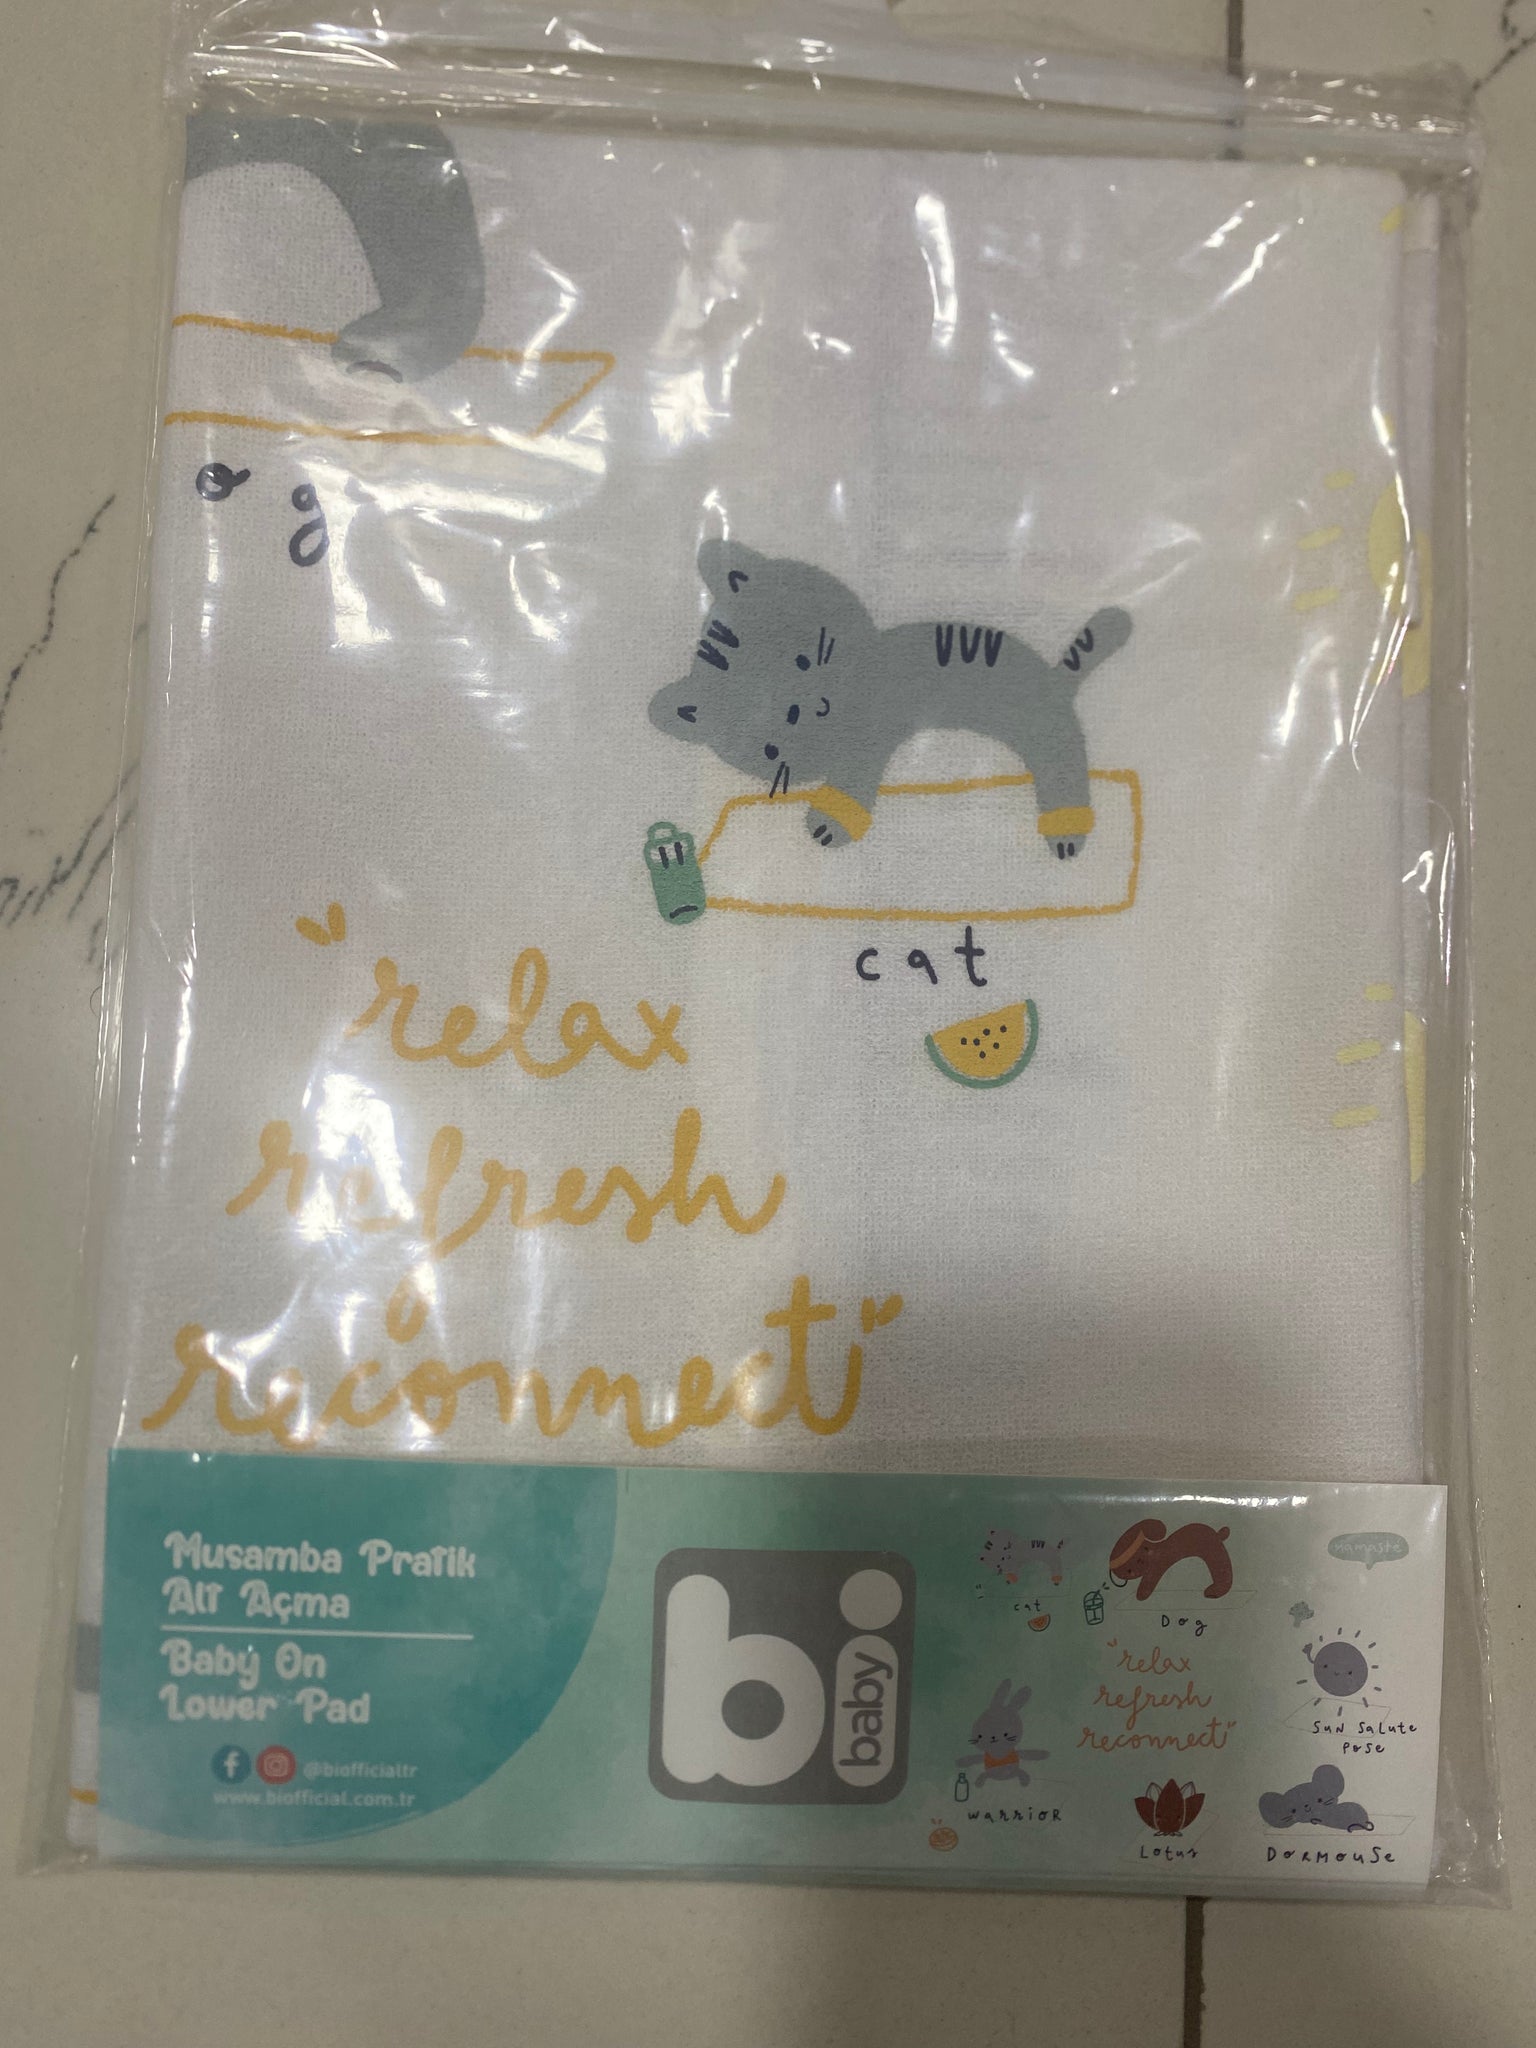 cat
"relax
refresh
reconnect"
Musamba Pratik
Alt Açma
Baby On
Lower Pad
@biofficialtr
www.biofficial.com.tr
bi
baby
cat
Dog
namasté
"relax
refresh
reconnect"
Sun Salute
Pose
Warrior
Lotus
Dormouse